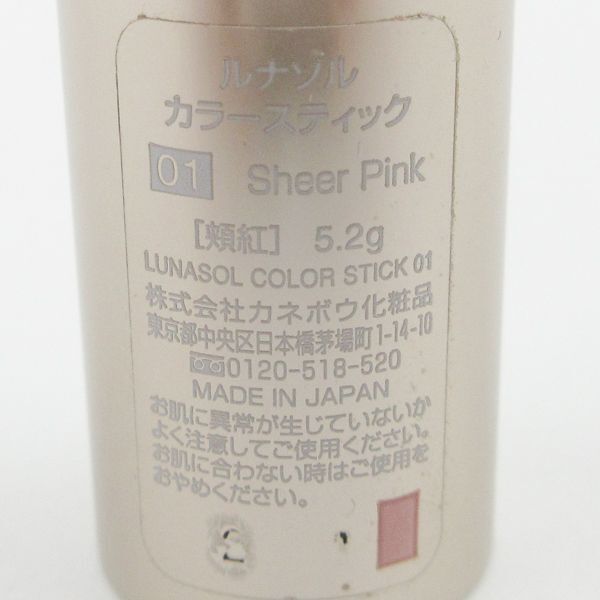 ルナソル
カラースティック
01 Sheer Pink
[頬紅] 5.2g
LUNASOL COLOR STICK 01
株式会社カネボウ化粧品
東京都中央区日本橋茅場町1-14-10
0120-518-520
MADE IN JAPAN
お肌に異常が生じていないか
よく注意してご使用ください。
お肌に合わない時はご使用を
おやめください。